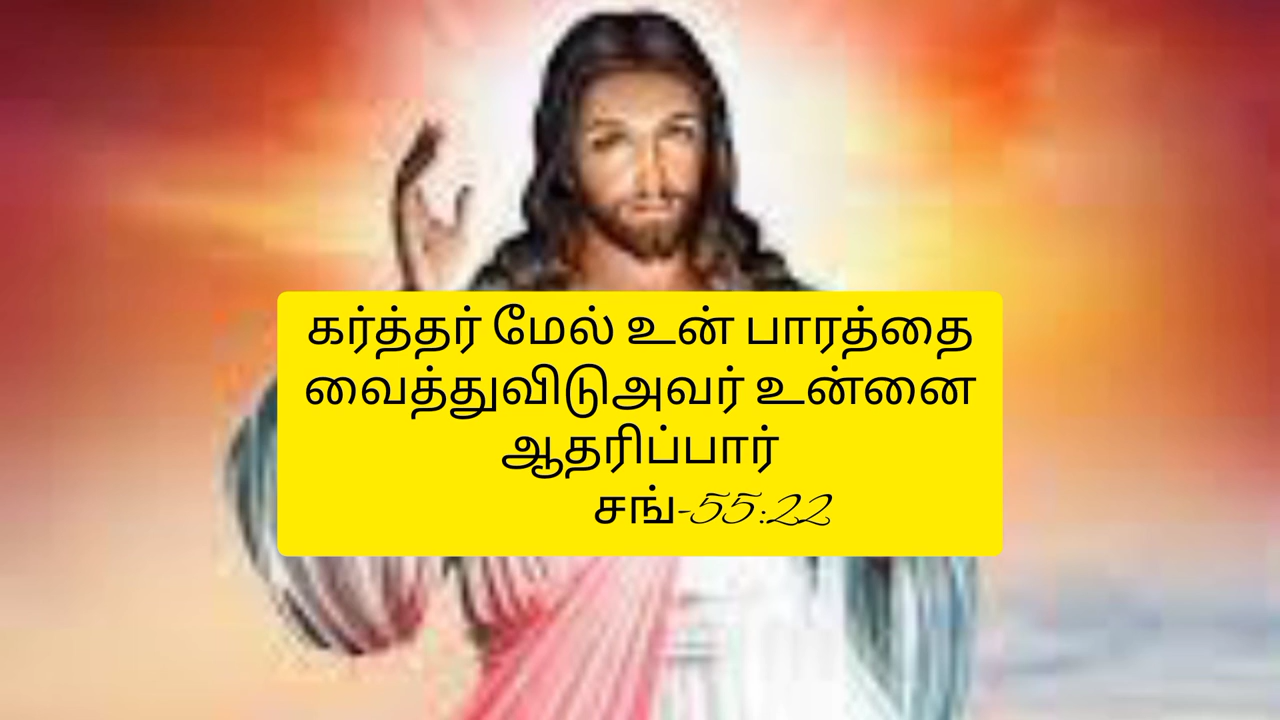 கர்த்தர் மேல் உன் பாரத்தை
வைத்துவிடுஅவர் உன்னை
ஆதரிப்பார்
சங்-55:22